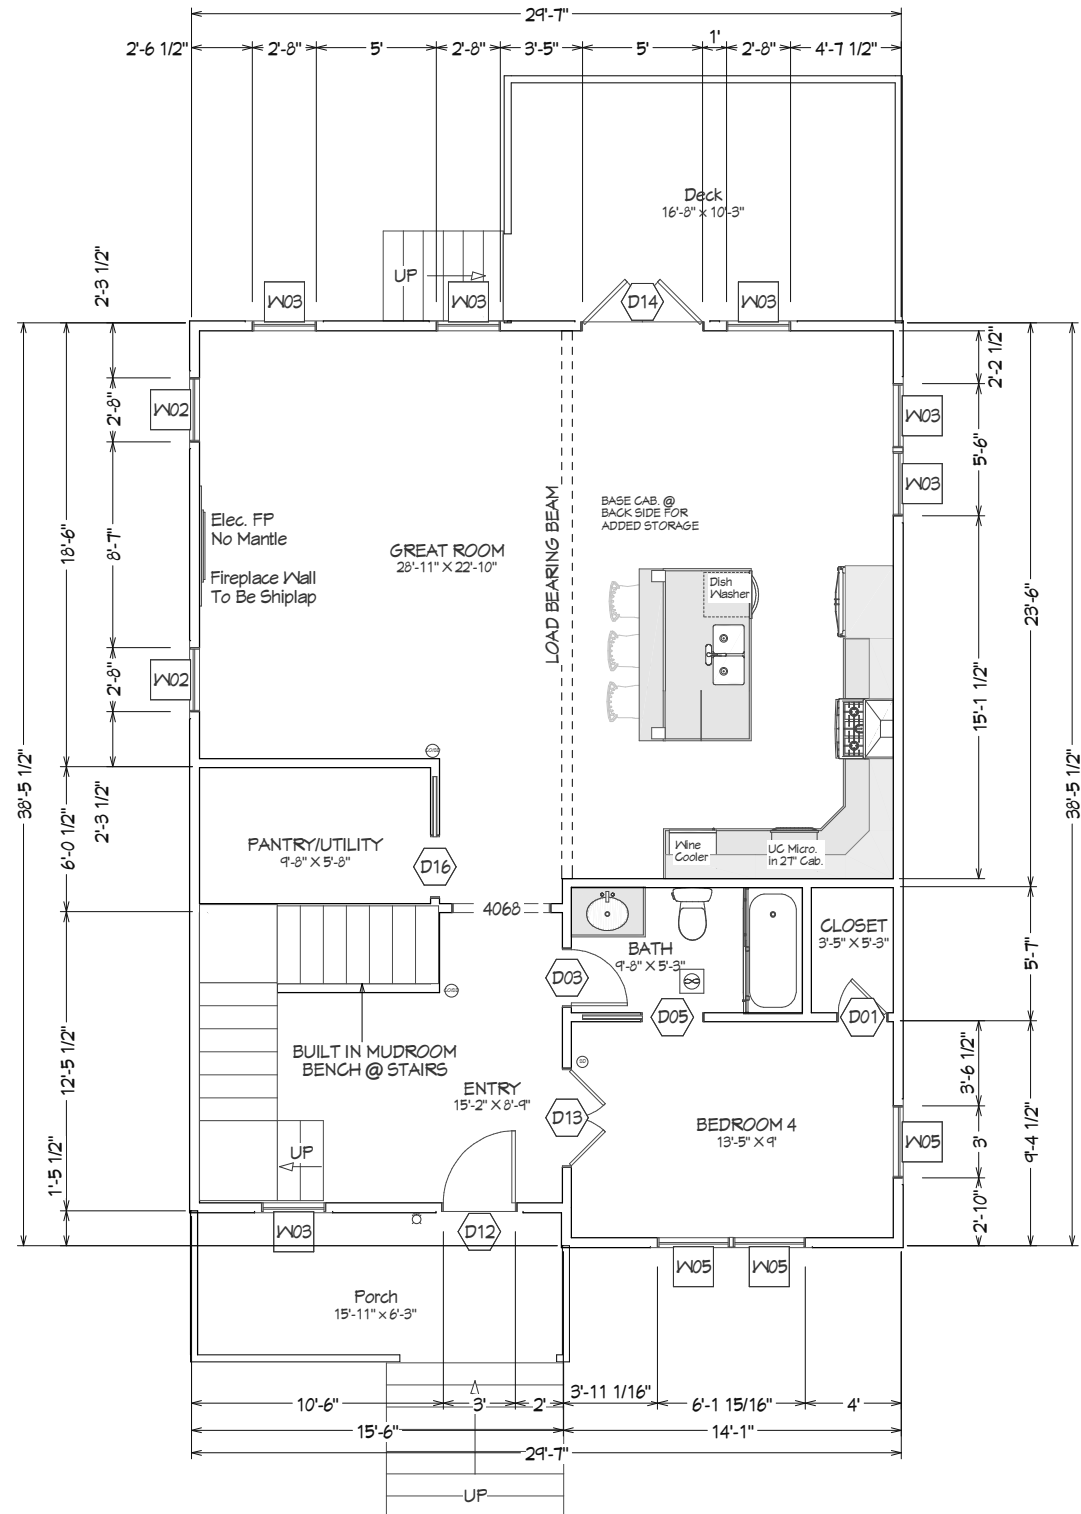 29'-7"
2'-6 1/2" 2'-8" 5' 2'-8" 3'-5" 5' 1' 2'-8" 4'-7 1/2"
Deck
16'-8" x 10'-3"
UP
W03 W03 D14 W03
2'-3 1/2"
2'-8"
8'-7"
2'-8"
2'-3 1/2"
18'-6"
6'-0 1/2"
12'-5 1/2"
1'-5 1/2"
38'-5 1/2"
W02
W02
Elec. FP
No Mantle
Fireplace Wall
To Be Shiplap
GREAT ROOM
28'-11" X 22'-10"
LOAD BEARING BEAM
BASE CAB. @
BACK SIDE FOR
ADDED STORAGE
Dish
Washer
Wine
Cooler
UC Micro.
In 27" Cab.
W03
W03
2'-2 1/2"
5'-6"
15'-1 1/2"
23'-6"
5'-7"
9'-4 1/2"
38'-5 1/2"
3'-6 1/2"
3'
2'-10"
PANTRY/UTILITY
9'-8" X 5'-8"
D16
4068
BATH
9'-8" X 5'-3"
CLOSET
3'-5" X 5'-3"
D03
D05
D01
BUILT IN MUDROOM
BENCH @ STAIRS
ENTRY
15'-2" X 8'-9"
D13
BEDROOM 4
13'-5" X 9'
W05
UP
W03
D12
W05 W05
Porch
15'-11" x 6'-3"
10'-6" 3' 2' 3'-11 1/16" 6'-1 15/16" 4'
15'-6" 14'-1"
29'-7"
UP